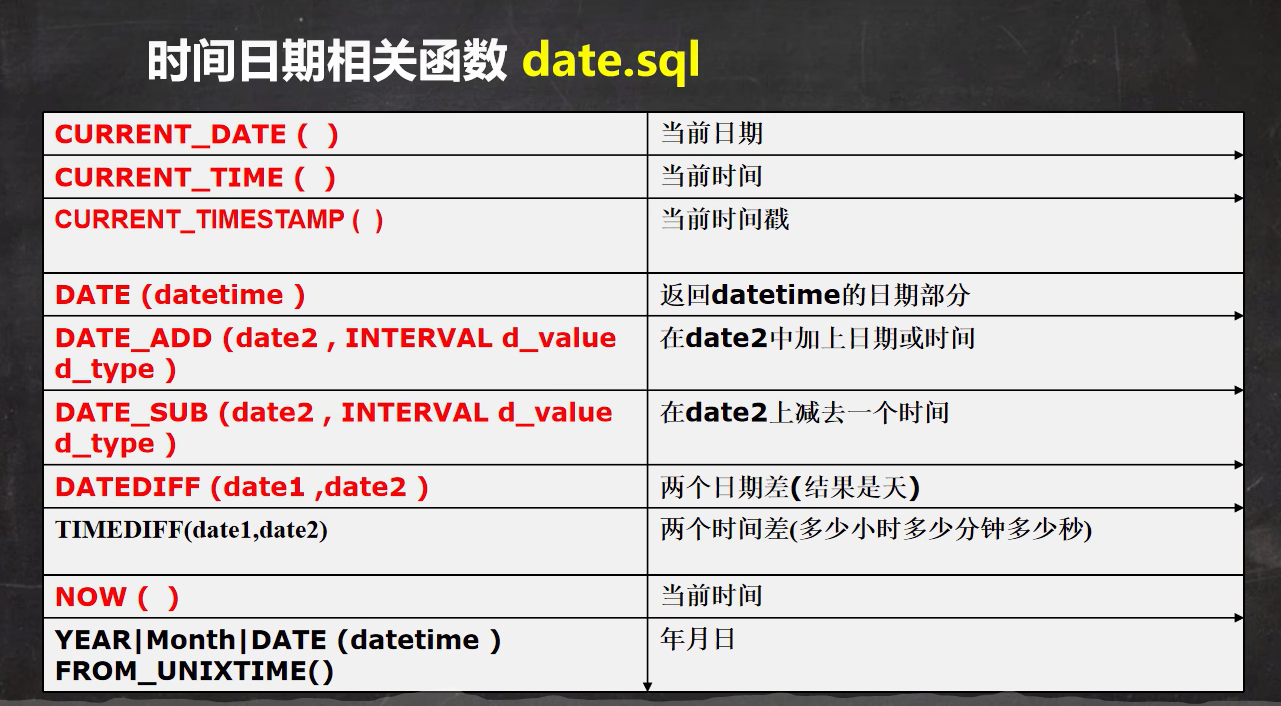 时间日期相关函数 date.sql
CURRENT_DATE (  )
当前日期
CURRENT_TIME (  )
当前时间
CURRENT_TIMESTAMP (  )
当前时间戳
DATE (datetime )
返回datetime的日期部分
DATE_ADD (date2 , INTERVAL d_value
d_type )
在date2中加上日期或时间
DATE_SUB (date2 , INTERVAL d_value
d_type )
在date2上减去一个时间
DATEDIFF (date1 ,date2 )
两个日期差(结果是天)
TIMEDIFF(date1,date2)
两个时间差(多少小时多少分钟多少秒)
NOW (  )
当前时间
YEAR|Month|DATE (datetime )
FROM_UNIXTIME()
年月日